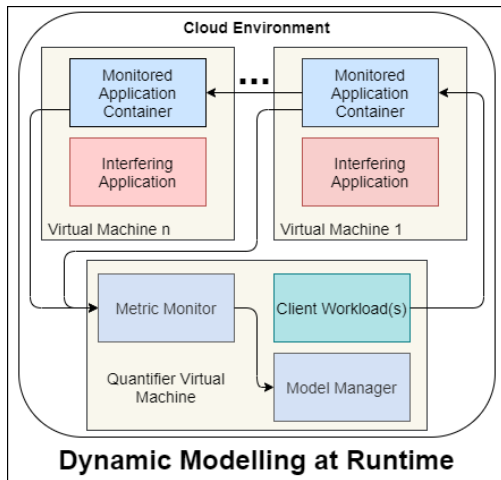 Cloud Environment
Monitored
Application
Container
...
Monitored
Application
Container
Interfering
Application
Interfering
Application
Virtual Machine n
Virtual Machine 1
Metric Monitor
Client Workload(s)
Quantifier Virtual
Machine
Model Manager
Dynamic Modelling at Runtime